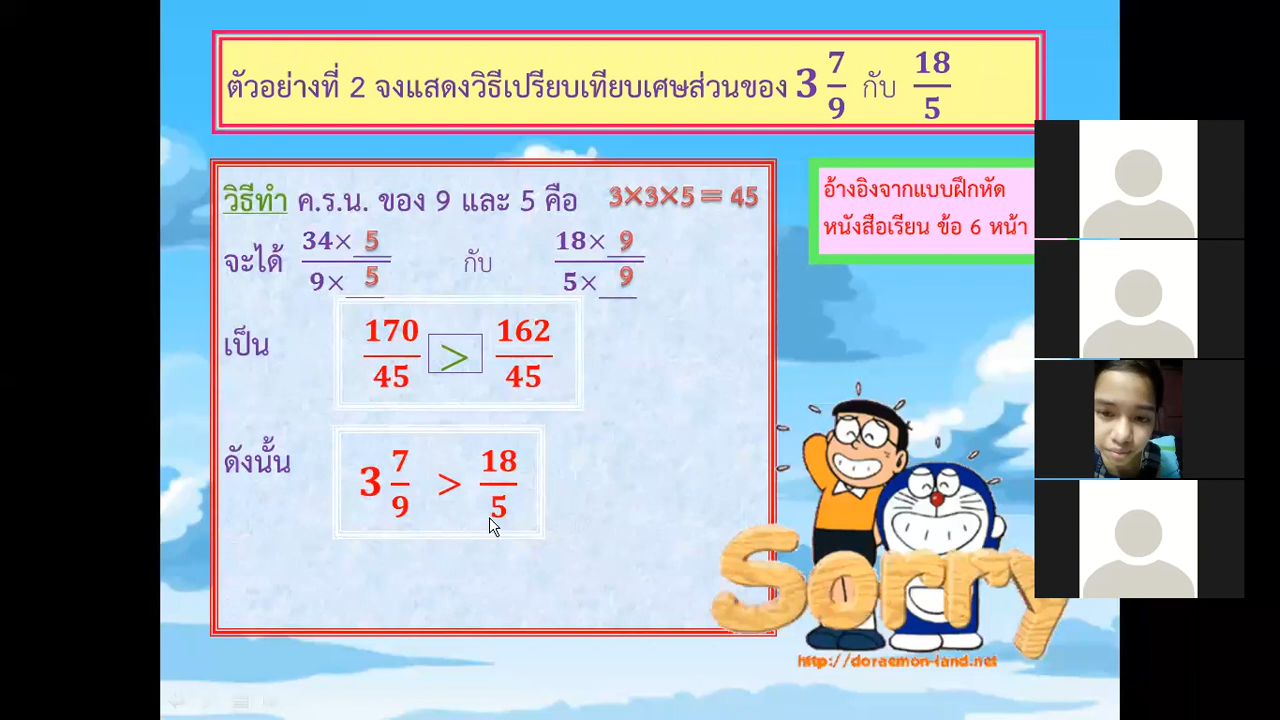 ตัวอย่างที่ 2 จงแสดงวิธีเปรียบเทียบเศษส่วนของ 3 7/9 กับ 18/5
วิธีทำ ค.ร.น. ของ 9 และ 5 คือ 3×3×5 = 45
จะได้ 34× 5 / 9× 5 กับ 18× 9 / 5× 9
เป็น 170/45 > 162/45
ดังนั้น 3 7/9 > 18/5
อ้างอิงจากแบบฝึกหัด
หนังสือเรียน ข้อ 6 หน้า
Sorry
http://doraemon-land.net